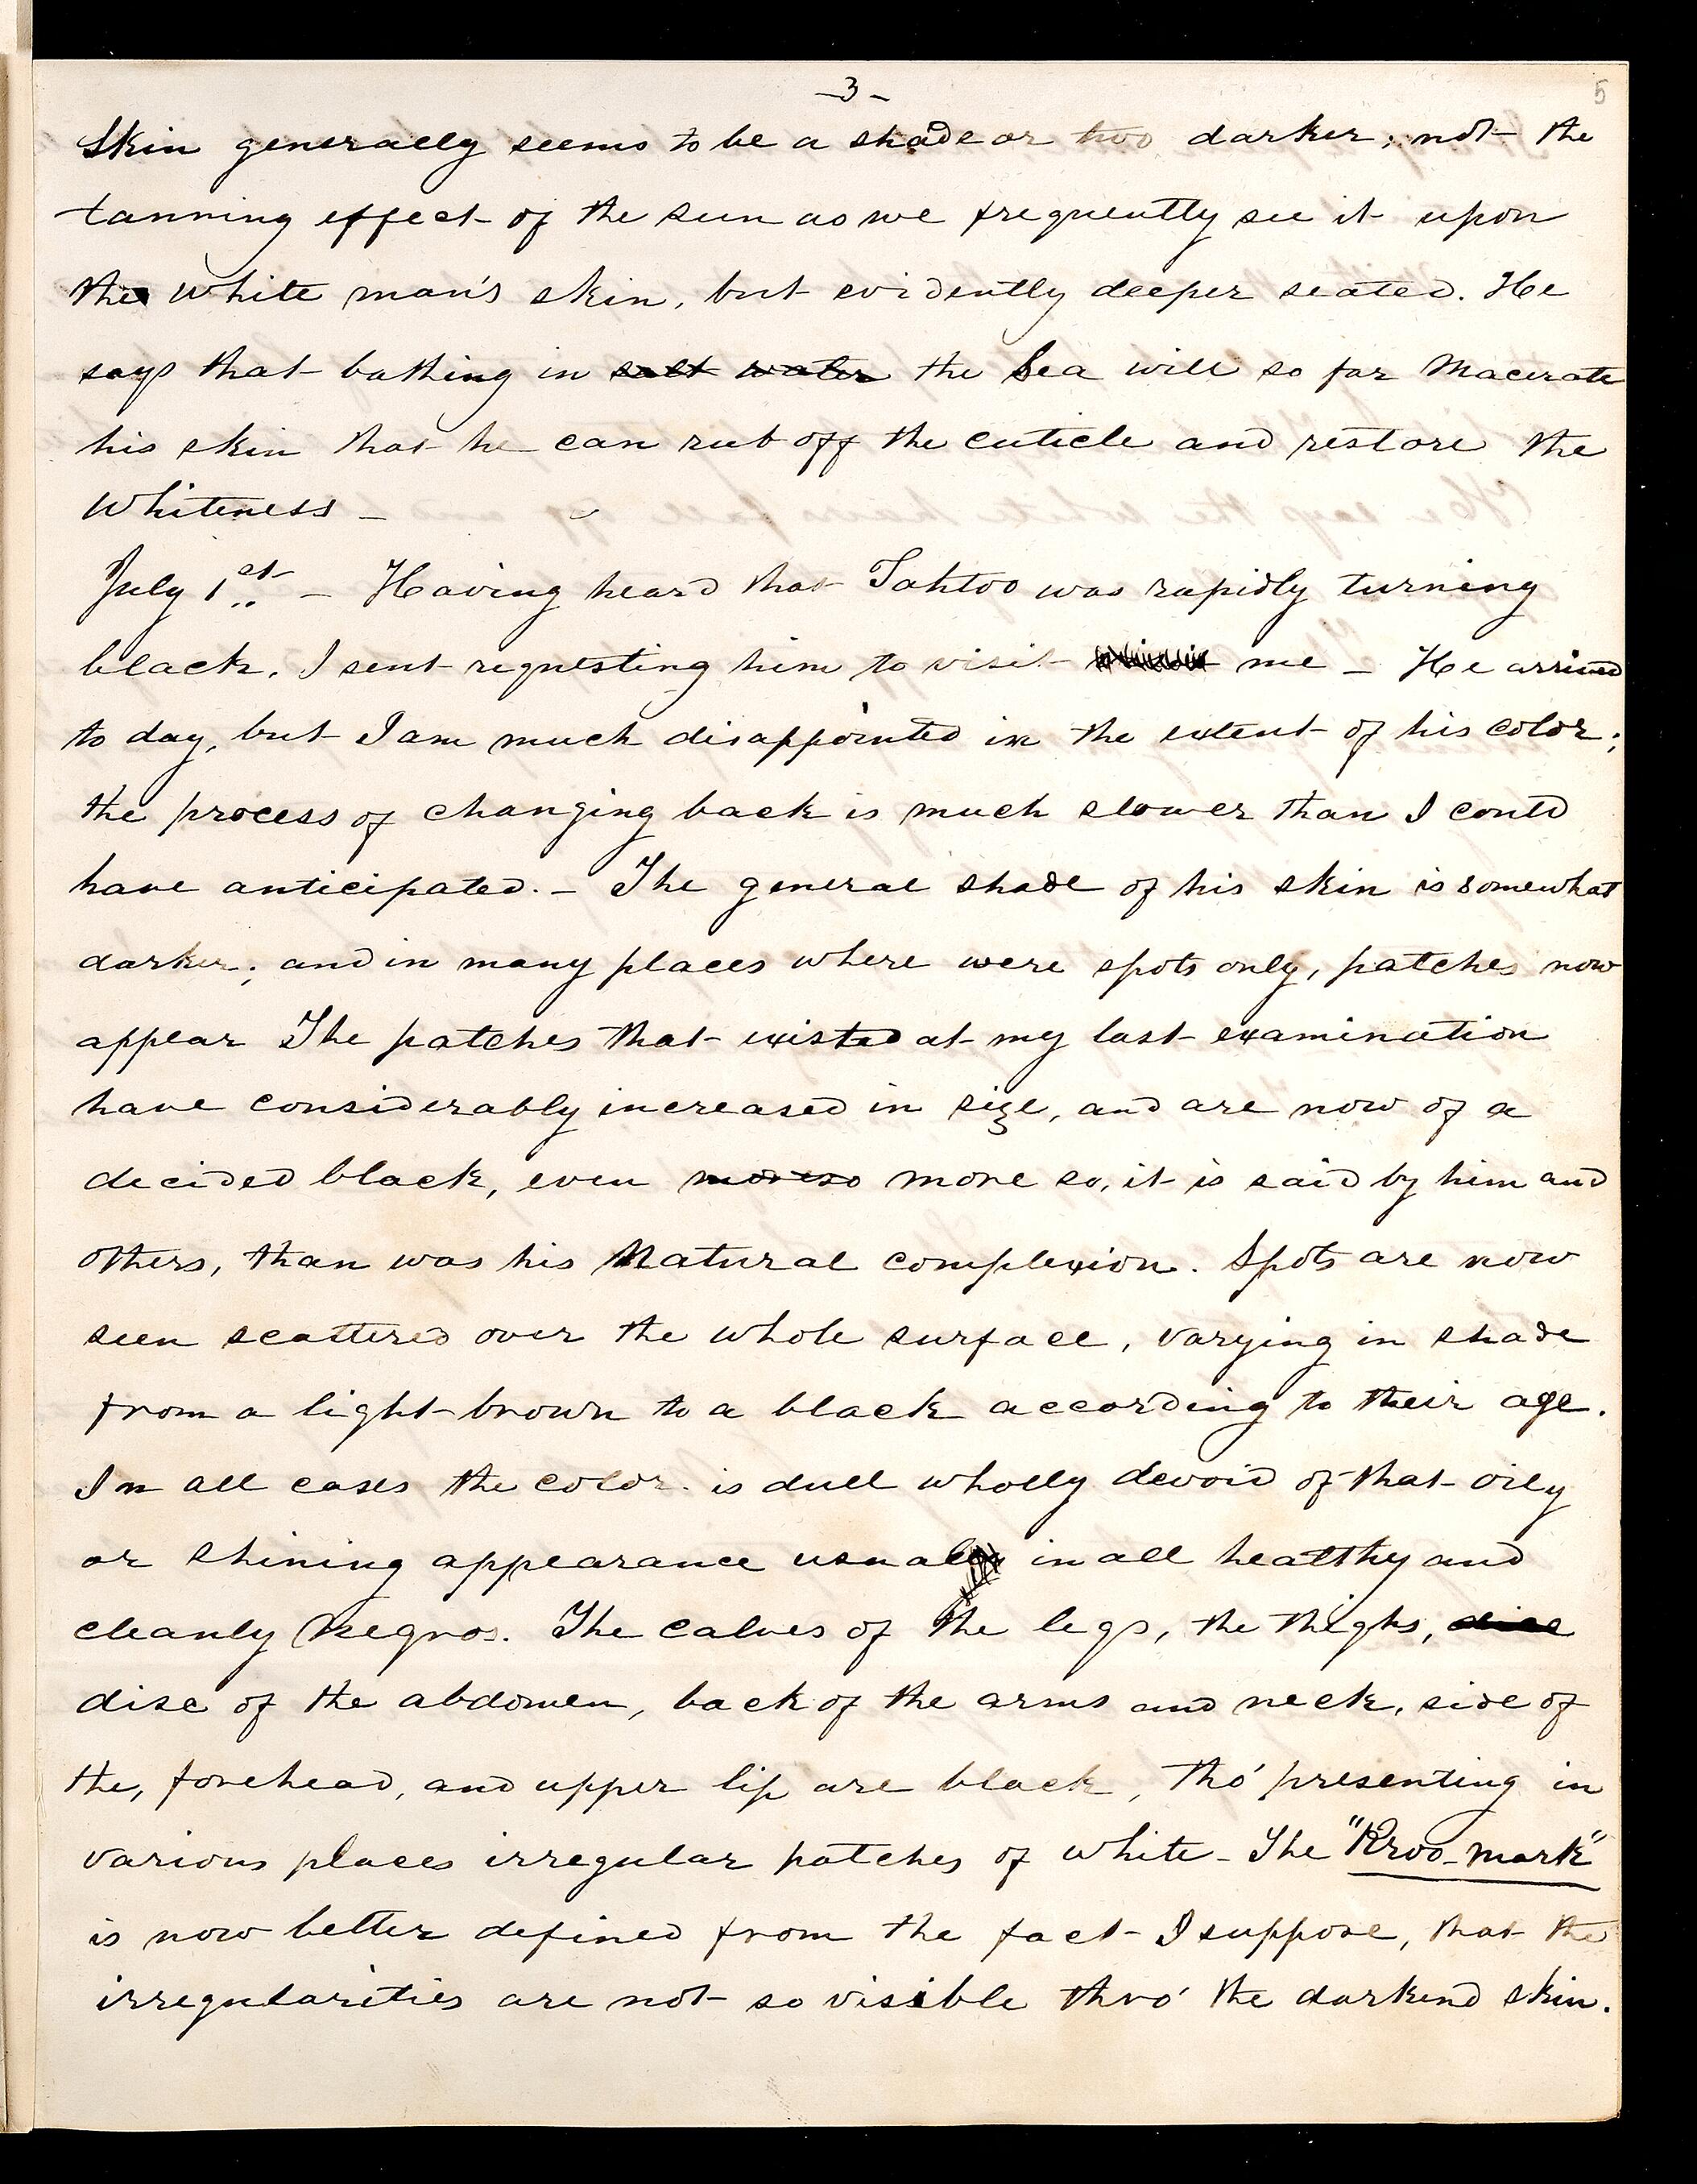 -3-
5
Skin generally seems to be a shade or two darker; not the
tanning effect of the sun as we frequently see it upon
the white man's skin, but evidently deeper seated. He
says that bathing in salt water the Sea will so far Macerate
his skin that he can rub off the cuticle and restore the
Whiteness -
July 1st - Having heard that Tahtoo was rapidly turning
black, I sent requesting him to visit me - He arrived
to day, but I am much disappointed in the extent of his color;
the process of changing back is much slower than I could
have anticipated. - The general shade of his skin is somewhat
darker; and in many places where were spots only, patches now
appear The patches that existed at my last examination
have considerably increased in size, and are now of a
decided black, even more so more so, it is said by him and
others, than was his Natural complexion. Spots are now
seen scattered over the whole surface, varying in shade
from a light brown to a black according to their age.
In all cases the color is dull wholly devoid of that oily
or shining appearance usual in all healthy and
cleanly Negros. The calves of the legs, the thighs,
disc of the abdomen, back of the arms and neck, side of
the, forehead, and upper lip are black, tho' presenting in
various places irregular patches of white - The "Kroo-mark"
is now better defined from the fact I suppose, that the
irregularities are not so visible thro' the darkend skin.